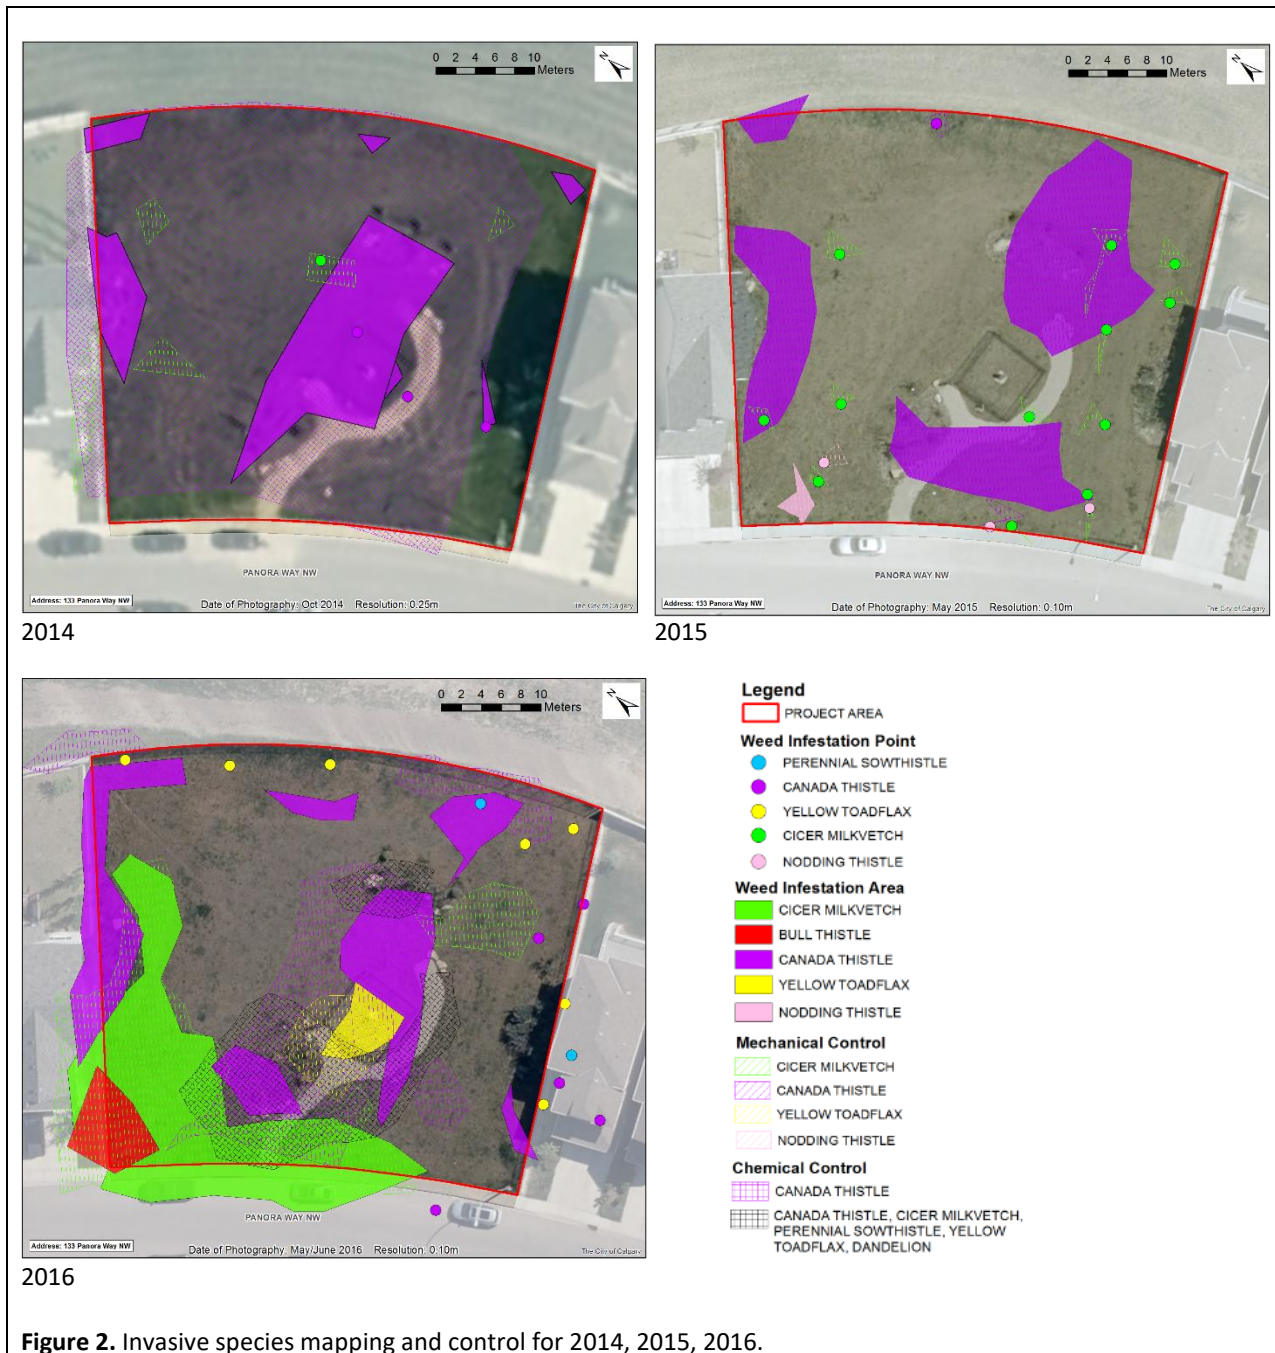 0 2 4 6 8 10
Meters
N
PANORA WAY NW
Address: 133 Panora Way NW
Date of Photography: Oct 2014 Resolution: 0.25m
The City of Calgary
2014
0 2 4 6 8 10
Meters
N
PANORA WAY NW
Address: 133 Panora Way NW
Date of Photography: May 2015 Resolution: 0.10m
The City of Calgary
2015
0 2 4 6 8 10
Meters
N
PANORA WAY NW
Address: 133 Panora Way NW
Date of Photography: May/June 2016 Resolution: 0.10m
The City of Calgary
2016
Legend
PROJECT AREA
Weed Infestation Point
PERENNIAL SOWTHISTLE
CANADA THISTLE
YELLOW TOADFLAX
CICER MILKVETCH
NODDING THISTLE
Weed Infestation Area
CICER MILKVETCH
BULL THISTLE
CANADA THISTLE
YELLOW TOADFLAX
NODDING THISTLE
Mechanical Control
CICER MILKVETCH
CANADA THISTLE
YELLOW TOADFLAX
NODDING THISTLE
Chemical Control
CANADA THISTLE
CANADA THISTLE, CICER MILKVETCH,
PERENNIAL SOWTHISTLE, YELLOW
TOADFLAX, DANDELION
Figure 2. Invasive species mapping and control for 2014, 2015, 2016.